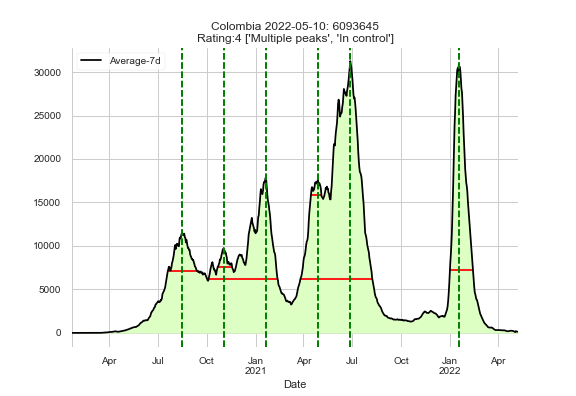 Colombia 2022-05-10: 6093645
Rating:4 ['Multiple peaks', 'In control']
Average-7d
30000
25000
20000
15000
10000
5000
0
Apr Jul Oct Jan Apr Jul Oct Jan Apr
2021 2022
Date